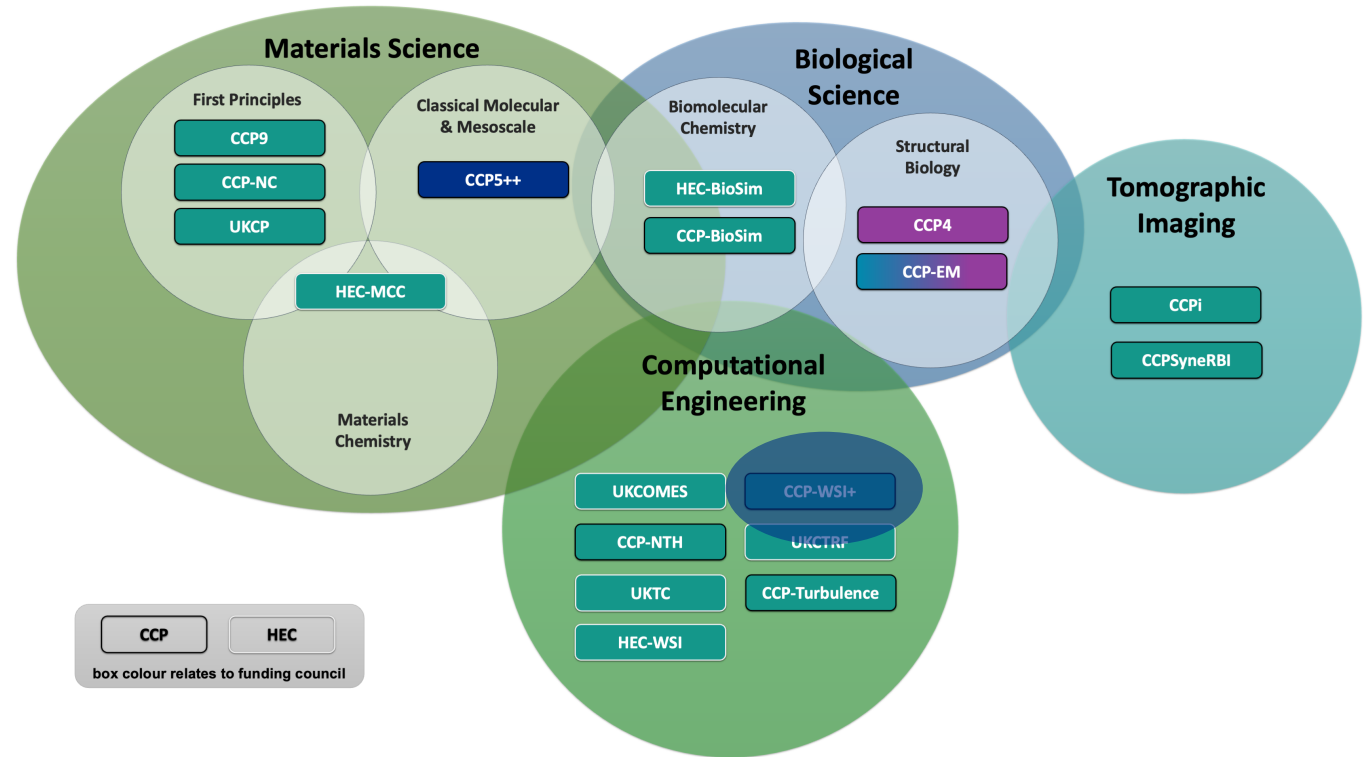 Materials Science
First Principles
CCP9
CCP-NC
UKCP
Classical Molecular
& Mesoscale
CCP5++
HEC-MCC
Materials
Chemistry
Biological
Science
Biomolecular
Chemistry
HEC-BioSim
CCP-BioSim
Structural
Biology
CCP4
CCP-EM
Tomographic
Imaging
CCPi
CCPSyneRBI
Computational
Engineering
UKCOMES
CCP-WSI+
CCP-NTH
UKCTRF
UKTC
CCP-Turbulence
HEC-WSI
CCP
HEC
box colour relates to funding council